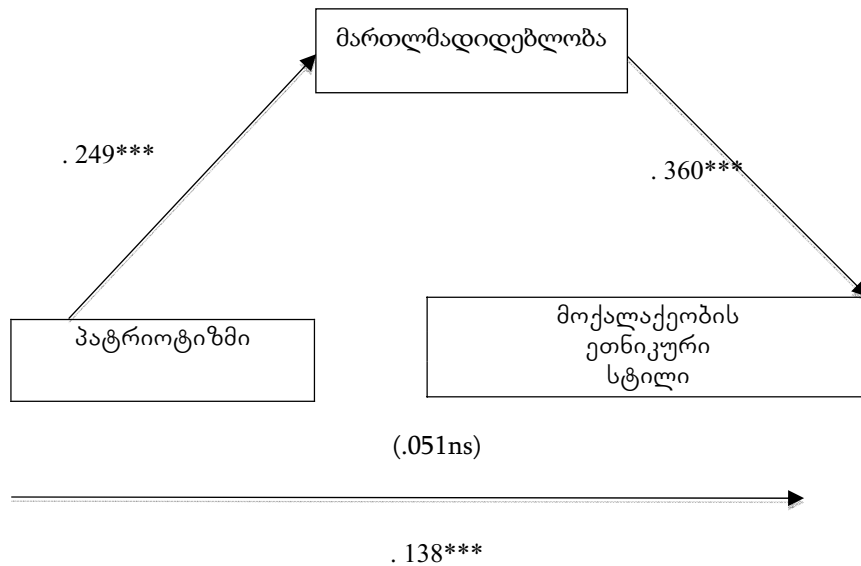 მართლმადიდებლობა
. 249***
. 360***
პატრიოტიზმი
მოქალაქეობის
ეთნიკური
სტილი
(.051ns)
. 138***